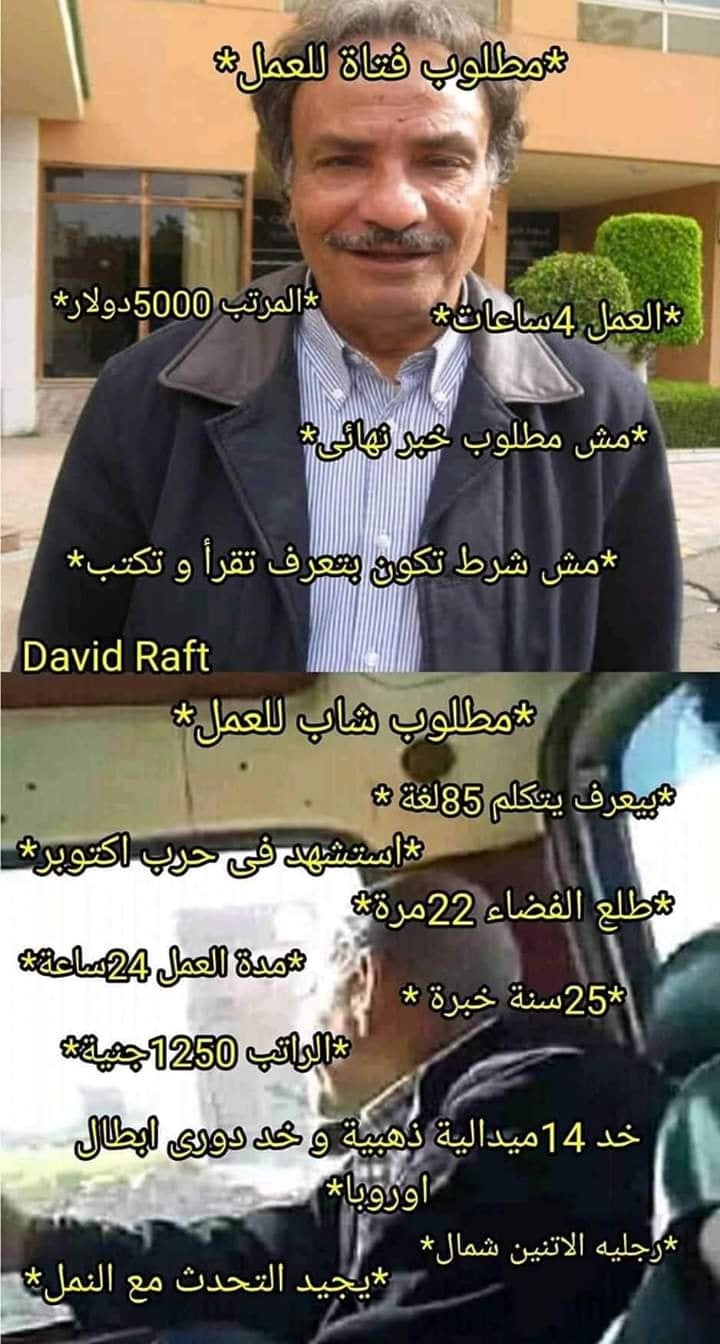 *مطلوب فتاة للعمل*
*المرتب 5000دولار*
*العمل 4ساعات*
*مش مطلوب خبر نهائى*
*مش شرط تكون بتعرف تقرأ و تكتب*
David Raft
*مطلوب شاب للعمل*
*بيعرف يتكلم 85لغة *
*استشهد فى حرب اكتوبر*
*طلع الفضاء 22مرة*
*مدة العمل 24ساعة*
*25سنة خبرة *
*الراتب 1250جنية*
خد 14ميدالية ذهبية و خد دورى ابطال
اوروبا*
*رجليه الاتنين شمال*
*يجيد التحدث مع النمل*